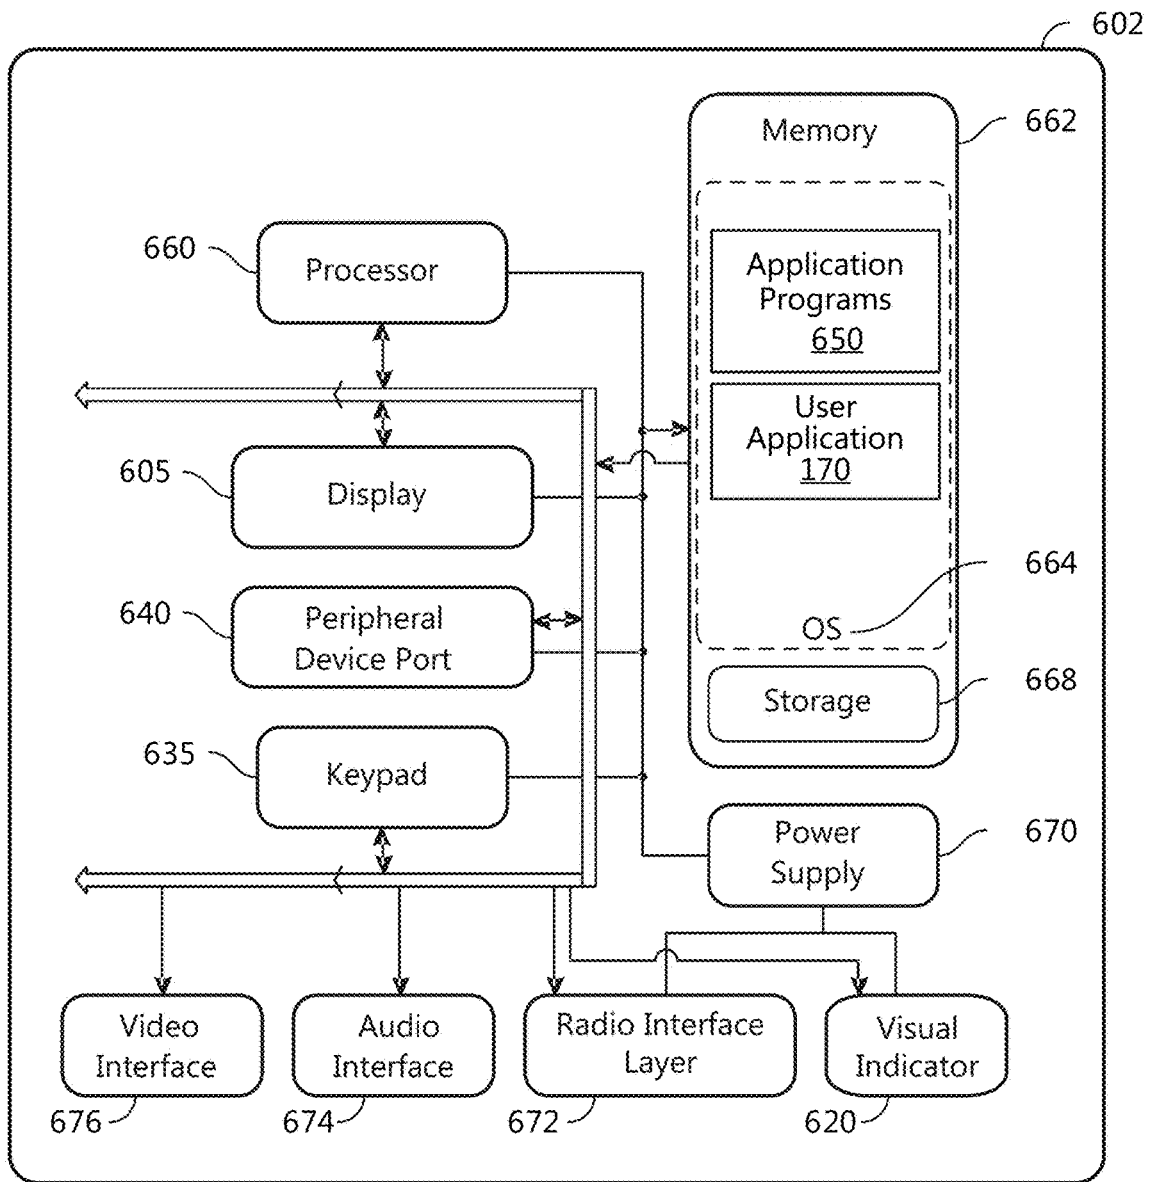 602
Memory
662
660
Processor
Application
Programs
650
User
Application
170
605
Display
664
640
Peripheral
Device Port
OS
668
Storage
635
Keypad
Power
Supply
670
Video
Interface
Audio
Interface
Radio Interface
Layer
Visual
Indicator
676
674
672
620